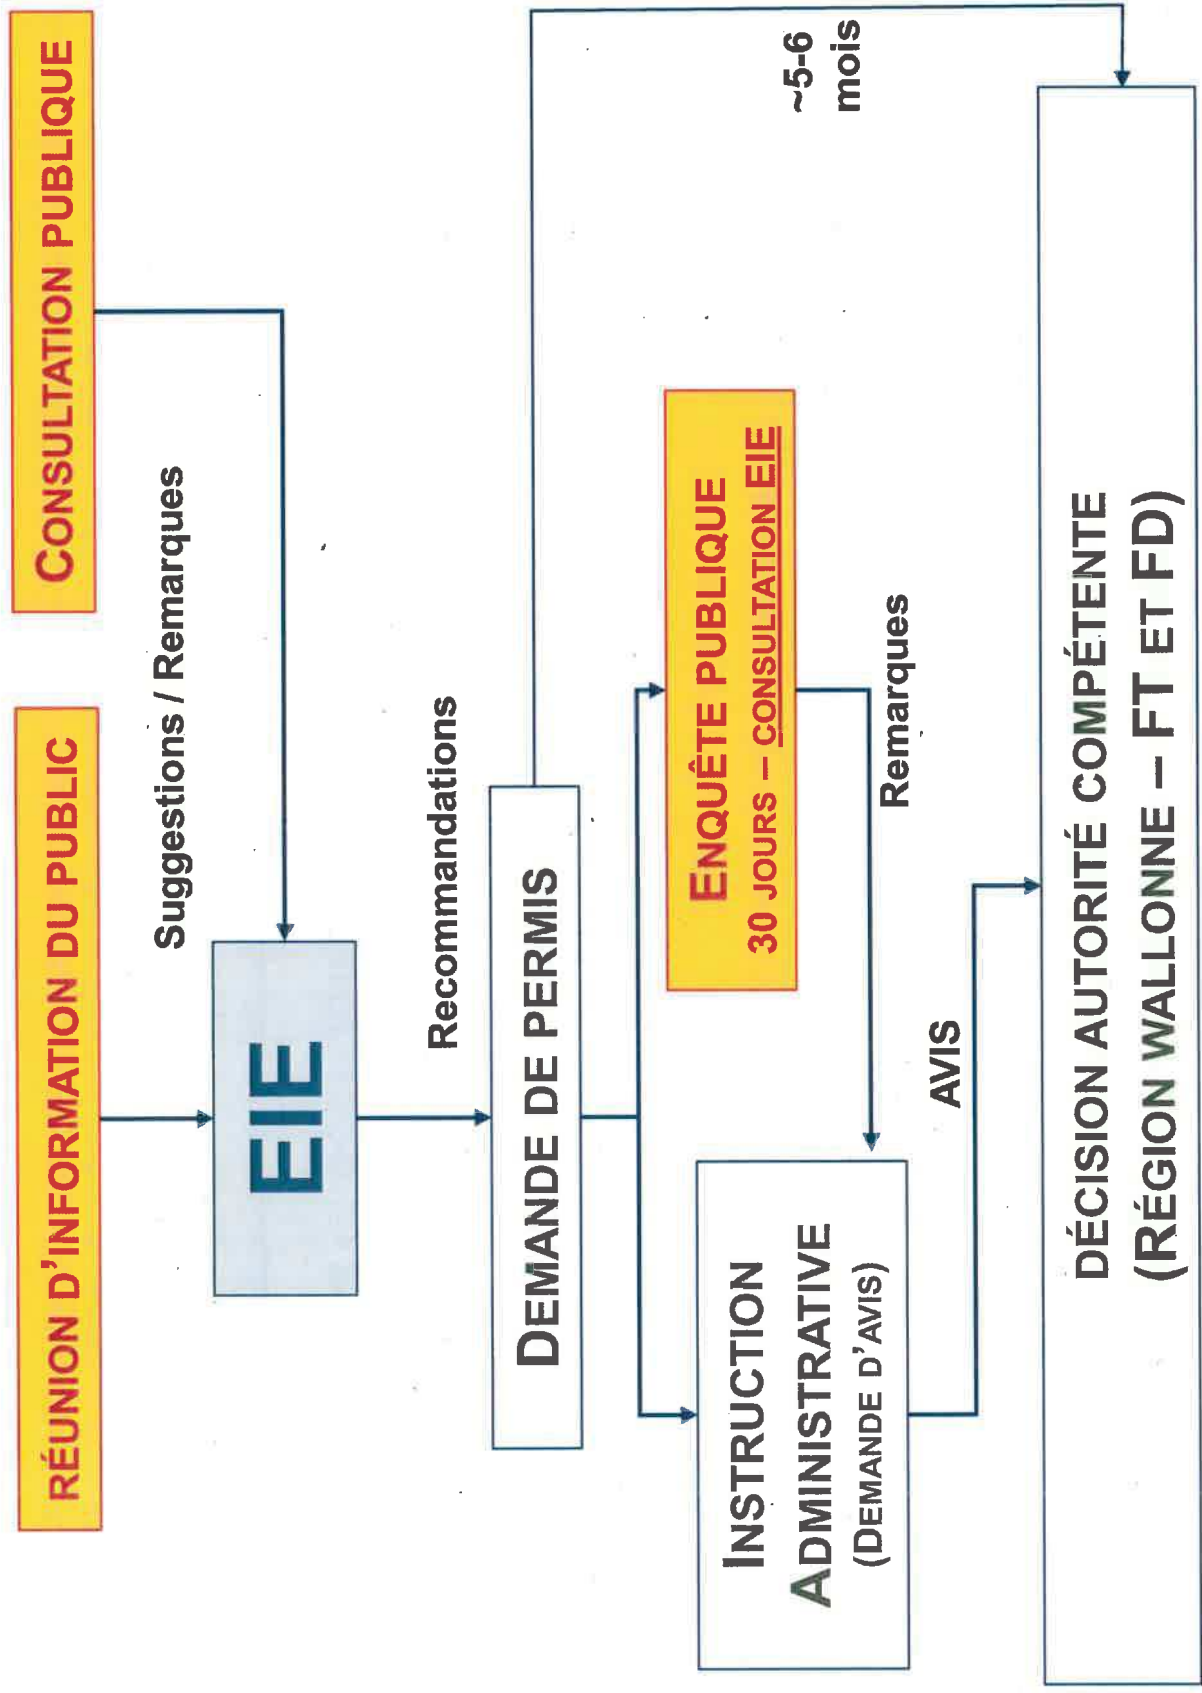 RÉUNION D'INFORMATION DU PUBLIC
CONSULTATION PUBLIQUE
Suggestions / Remarques
EIE
Recommandations
DEMANDE DE PERMIS
~5-6
mois
ENQUÊTE PUBLIQUE
30 JOURS – CONSULTATION EIE
INSTRUCTION
ADMINISTRATIVE
(DEMANDE D'AVIS)
Remarques
AVIS
DÉCISION AUTORITÉ COMPÉTENTE
(RÉGION WALLONNE – FT ET FD)